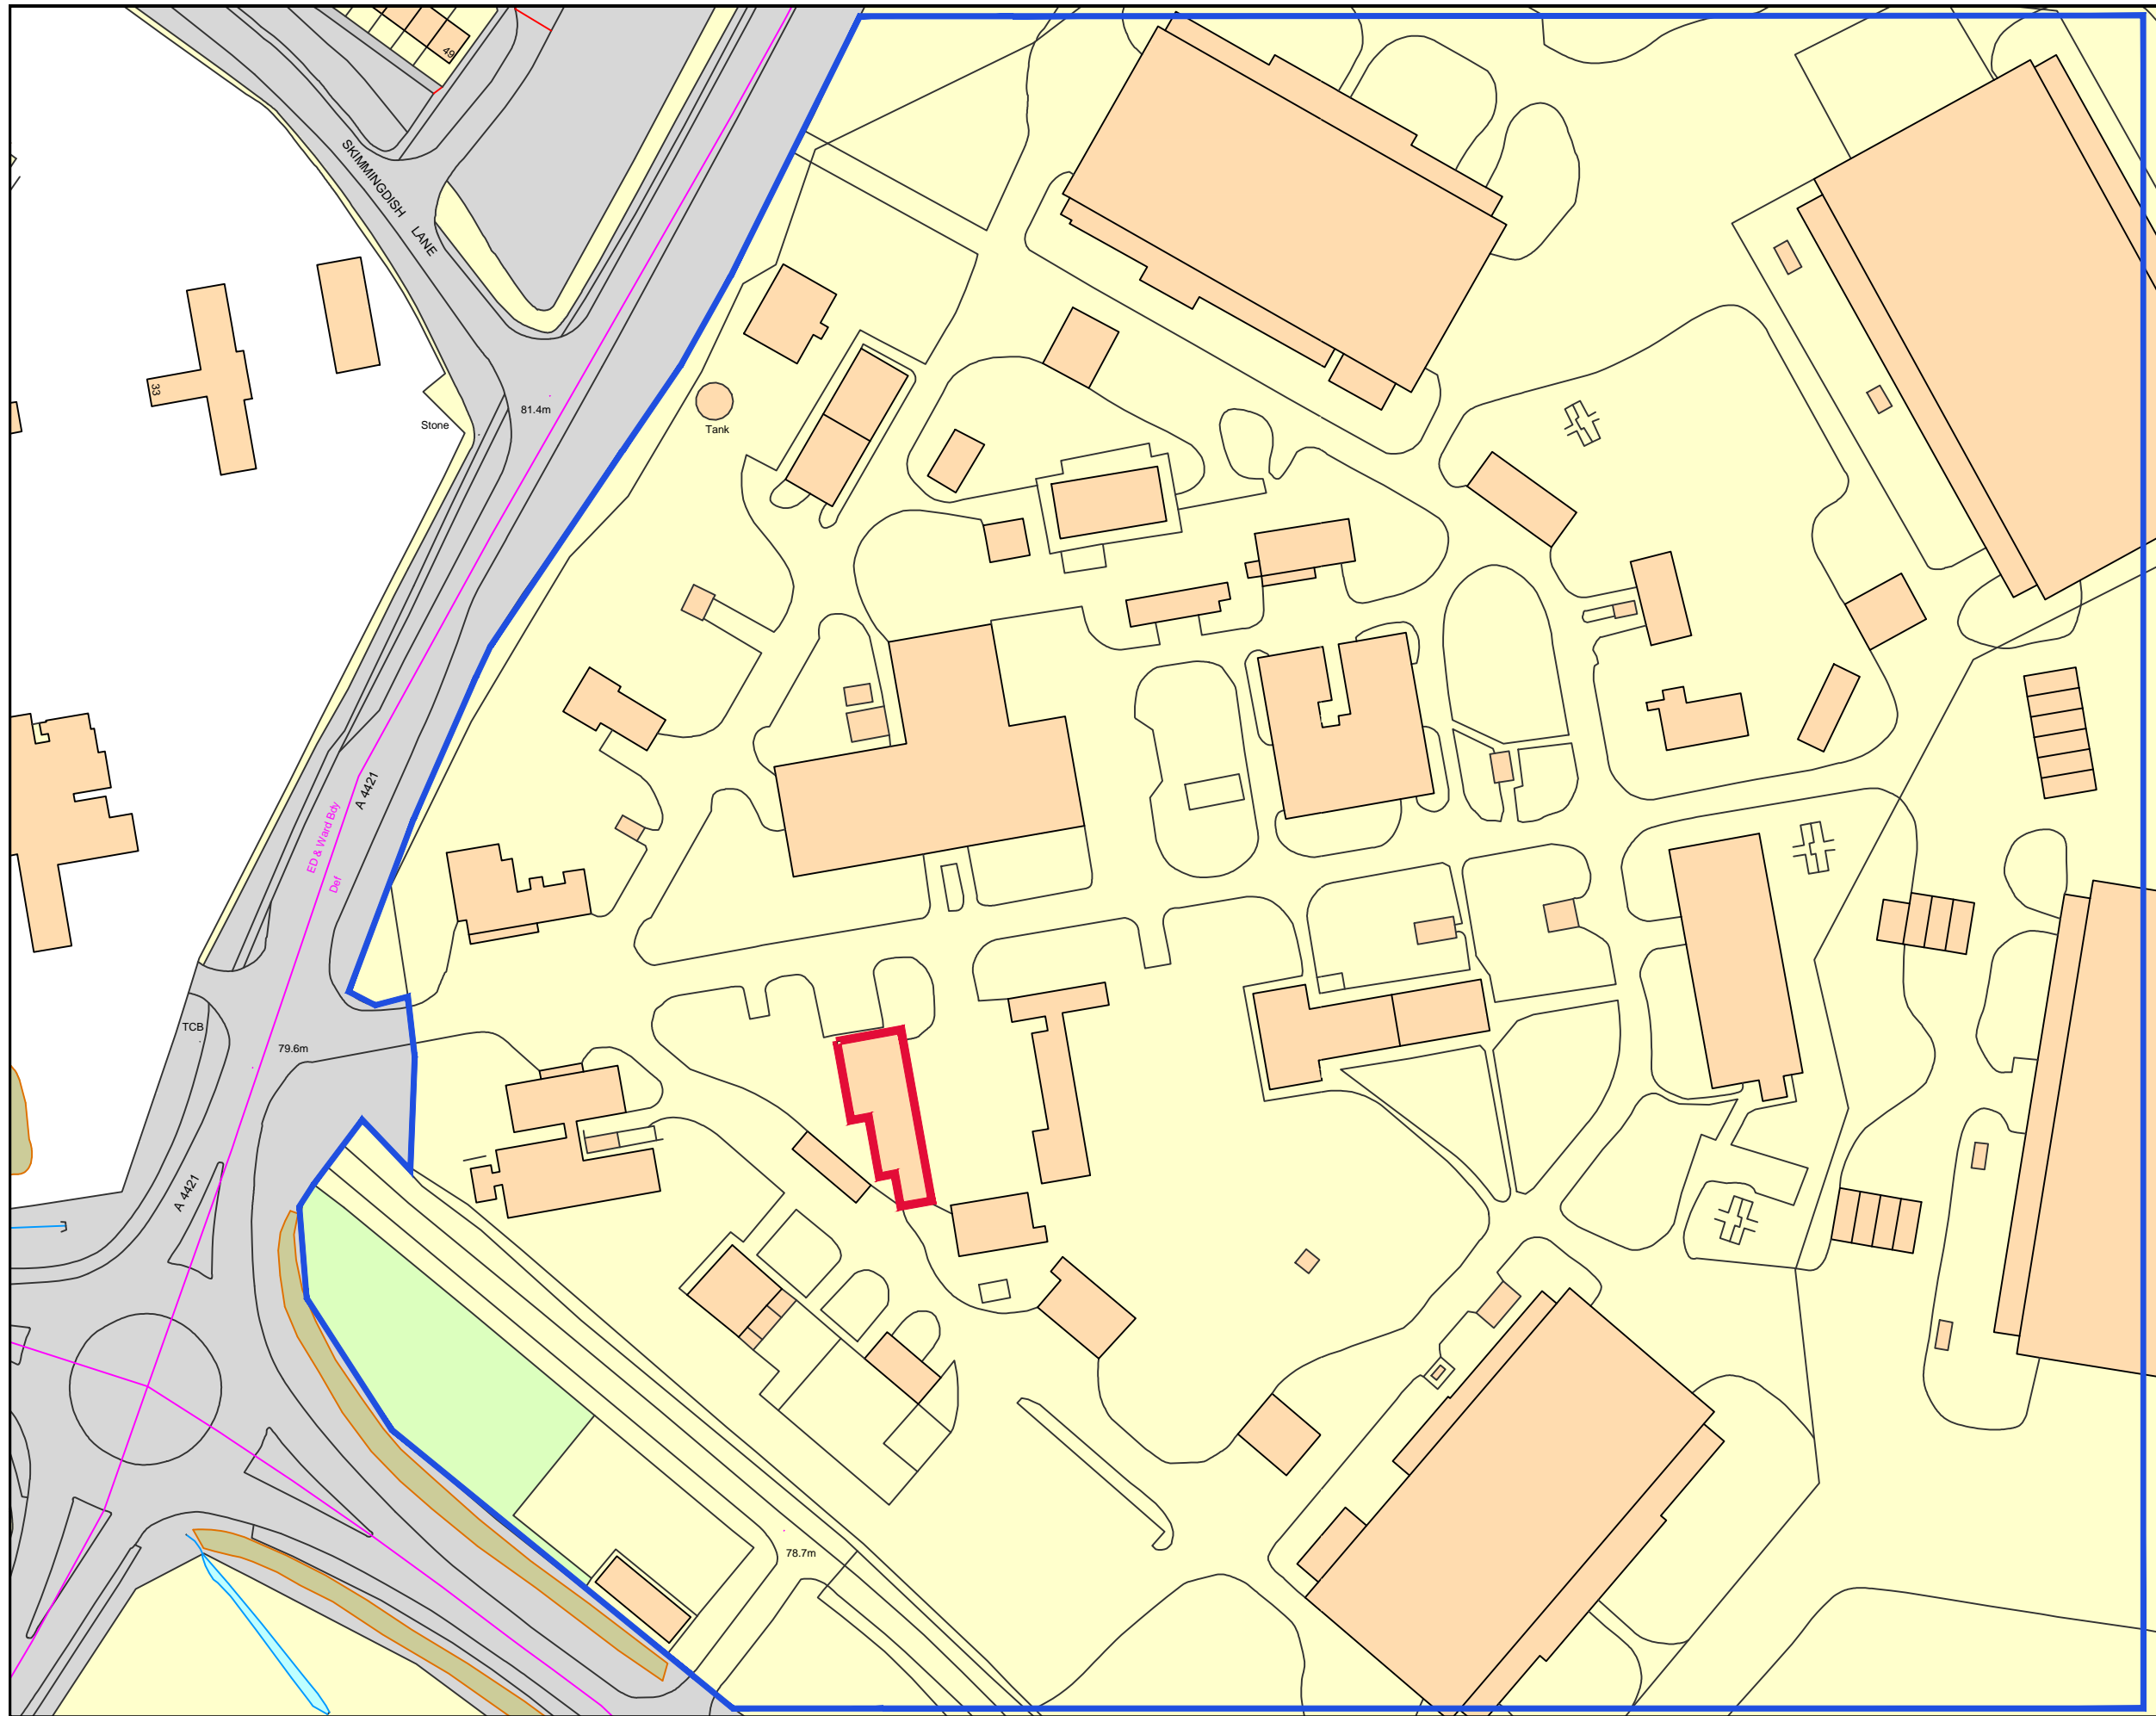 49
SKIMMINGDISH
LANE
33
81.4m
Stone
Tank
A 4421
ED & Ward Bdy
Def
TCB
79.6m
A 4421
78.7m